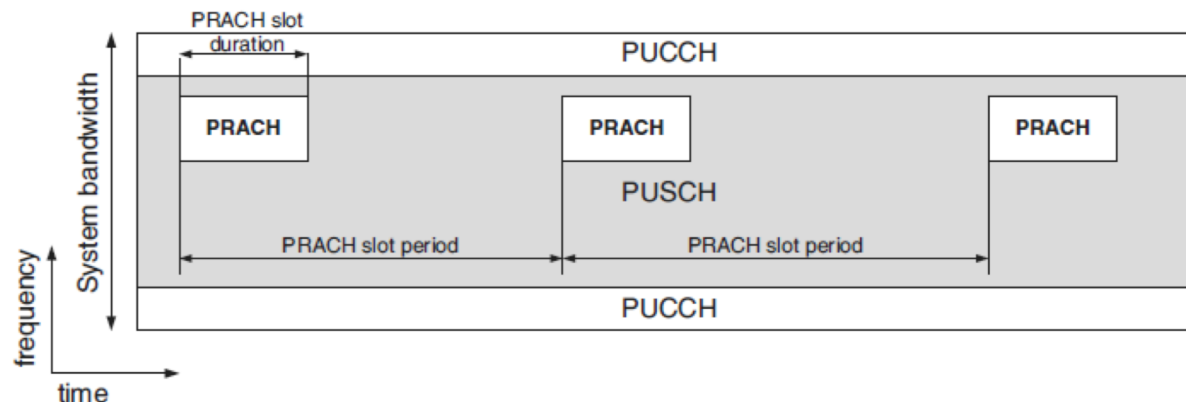 PRACH slot
duration
PUCCH
PRACH
PRACH
PRACH
PUSCH
PRACH slot period
PRACH slot period
PUCCH
System bandwidth
frequency
time